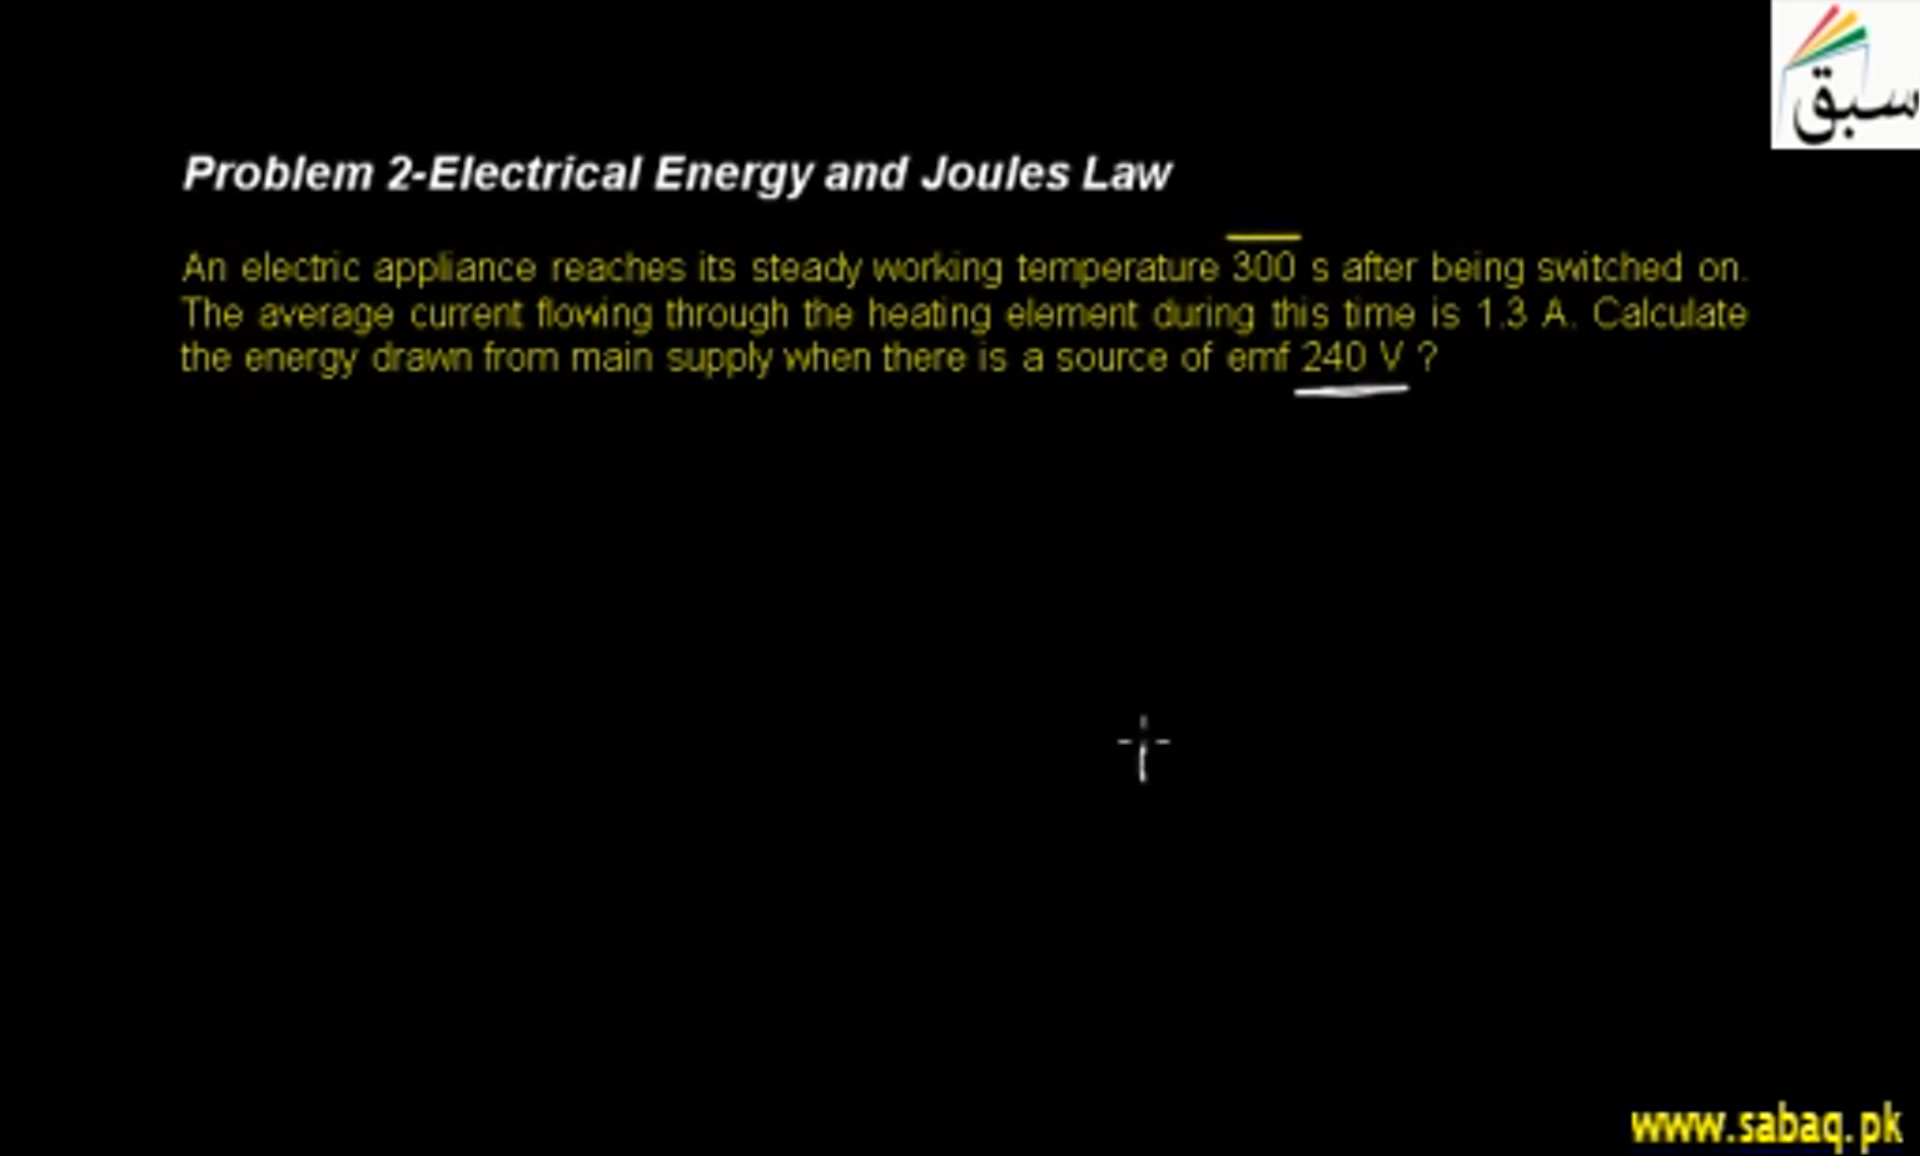 سبق
Problem 2-Electrical Energy and Joules Law
An electric appliance reaches its steady working temperature 300 s after being switched on.
The average current flowing through the heating element during this time is 1.3 A. Calculate
the energy drawn from main supply when there is a source of emf 240 V ?
www.sabaq.pk